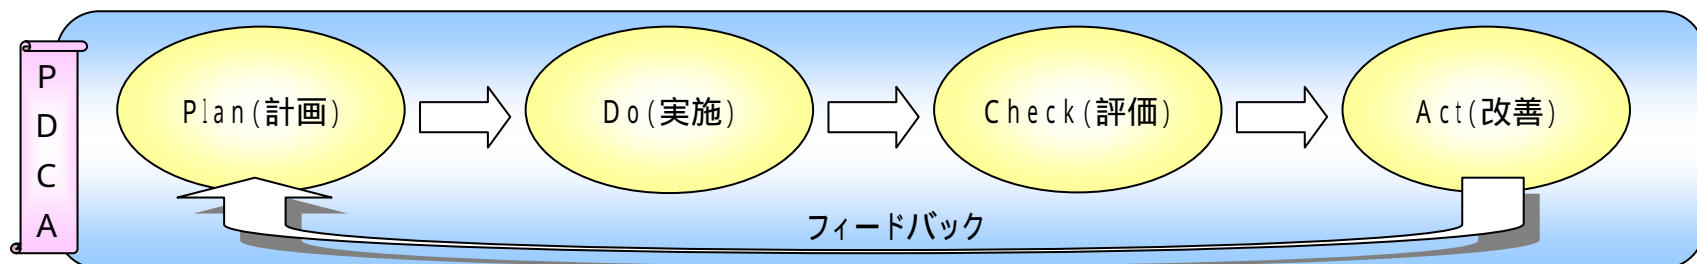 P
D
C
A
Plan(計画)
Do(実施)
Check(評価)
Act(改善)
フィードバック